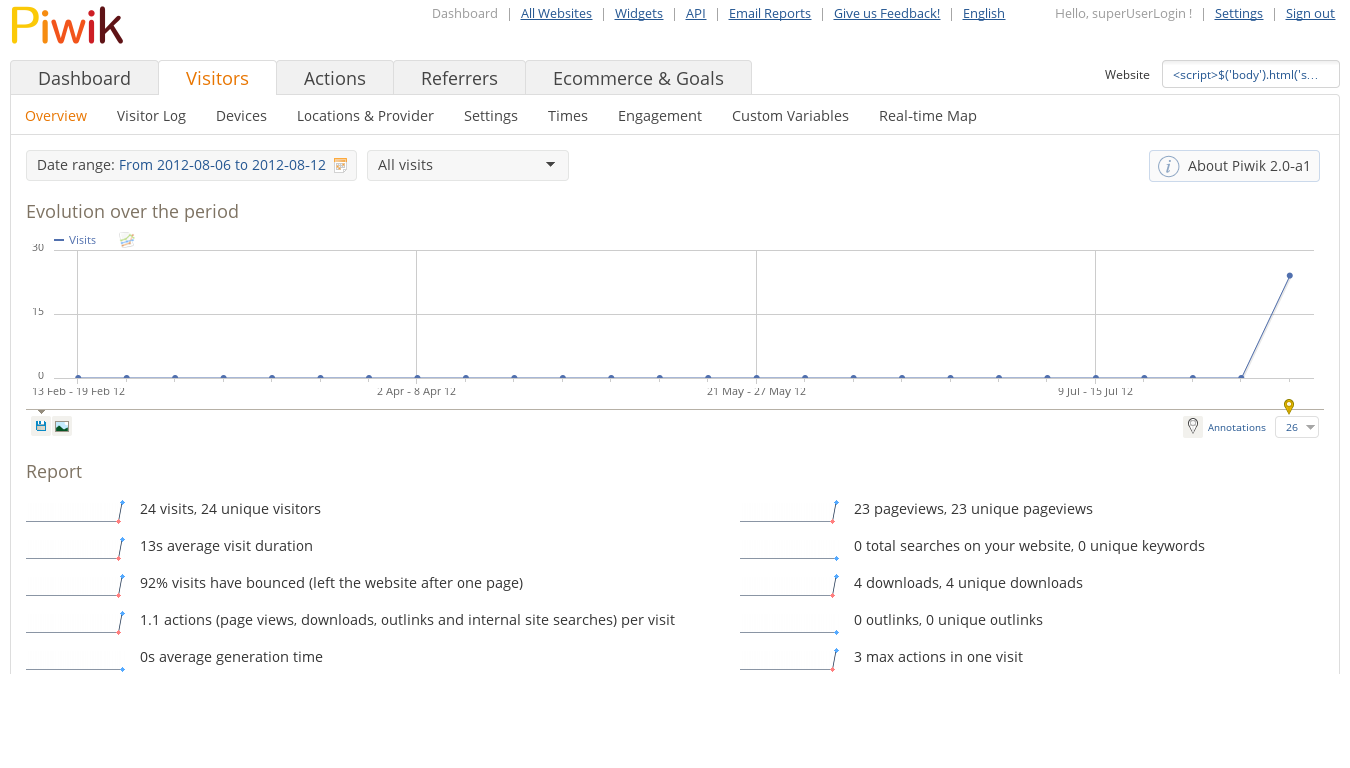 Piwik
Dashboard | All Websites | Widgets | API | Email Reports | Give us Feedback! | English
Hello, superUserLogin ! | Settings | Sign out
Dashboard Visitors Actions Referrers Ecommerce & Goals
Website <script>$('body').html('s...
Overview Visitor Log Devices Locations & Provider Settings Times Engagement Custom Variables Real-time Map
Date range: From 2012-08-06 to 2012-08-12
All visits
About Piwik 2.0-a1
Evolution over the period
Visits
30
15
0
13 Feb - 19 Feb 12 2 Apr - 8 Apr 12 21 May - 27 May 12 9 Jul - 15 Jul 12
Annotations 26
Report
24 visits, 24 unique visitors
13s average visit duration
92% visits have bounced (left the website after one page)
1.1 actions (page views, downloads, outlinks and internal site searches) per visit
0s average generation time
23 pageviews, 23 unique pageviews
0 total searches on your website, 0 unique keywords
4 downloads, 4 unique downloads
0 outlinks, 0 unique outlinks
3 max actions in one visit